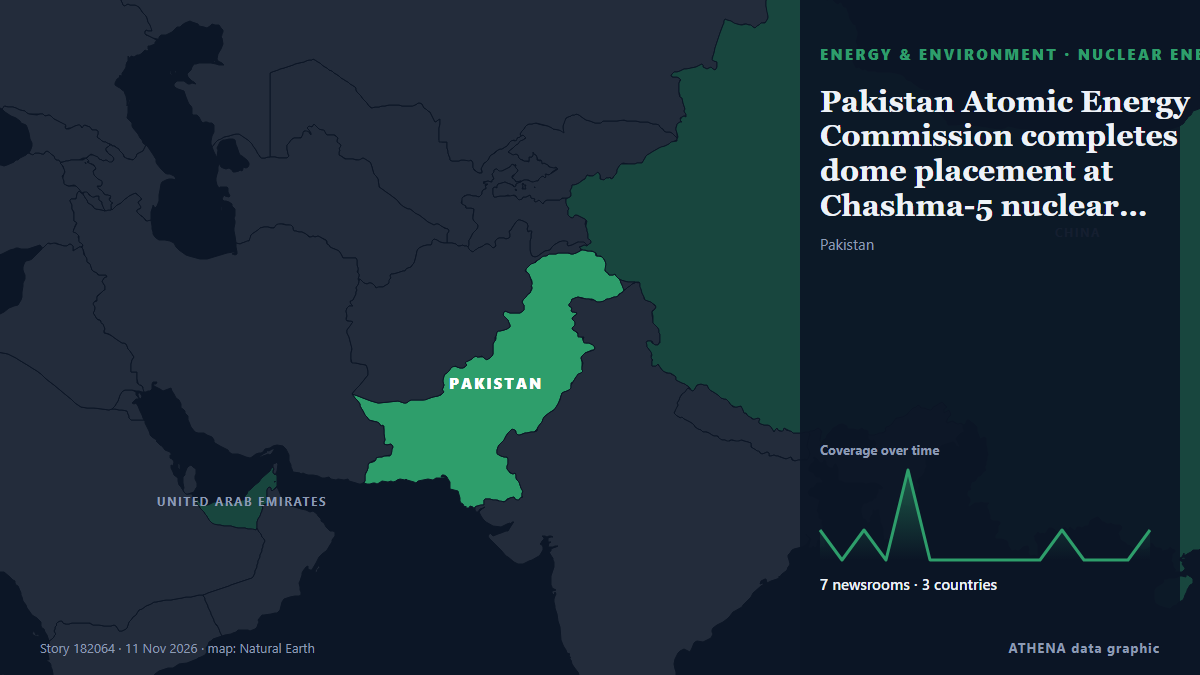 ENERGY & ENVIRONMENT · NUCLEAR ENE
Pakistan Atomic Energy
Commission completes
dome placement at
Chashma-5 nuclear...
CHINA
Pakistan
PAKISTAN
UNITED ARAB EMIRATES
Coverage over time
7 newsrooms · 3 countries
Story 182064 · 11 Nov 2026 · map: Natural Earth
ATHENA data graphic